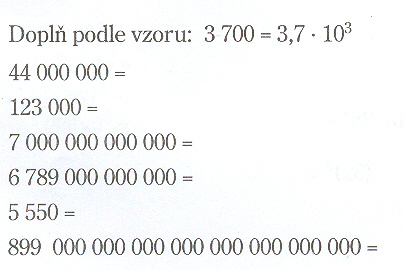 Doplň podle vzoru: 3 700 = 3,7 · 10³
44 000 000 =
123 000 =
7 000 000 000 000 =
6 789 000 000 000 =
5 550 =
899 000 000 000 000 000 000 000 000 =